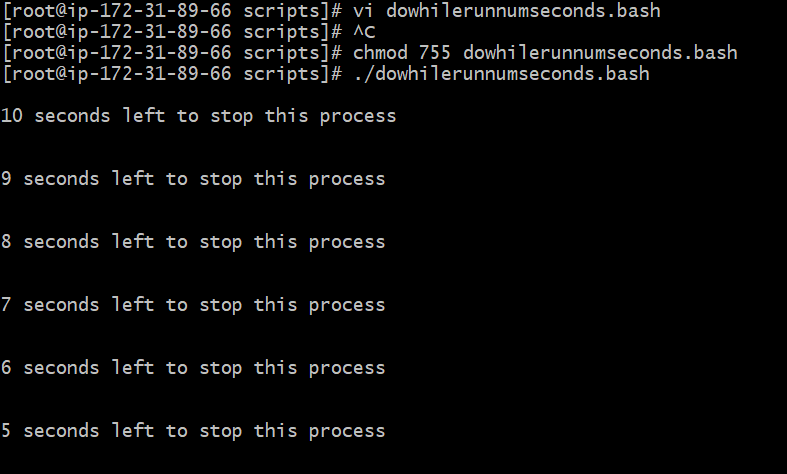 [root@ip-172-31-89-66 scripts]# vi dowhilerunnumseconds.bash
[root@ip-172-31-89-66 scripts]# ^C
[root@ip-172-31-89-66 scripts]# chmod 755 dowhilerunnumseconds.bash
[root@ip-172-31-89-66 scripts]# ./dowhilerunnumseconds.bash
10 seconds left to stop this process
9 seconds left to stop this process
8 seconds left to stop this process
7 seconds left to stop this process
6 seconds left to stop this process
5 seconds left to stop this process